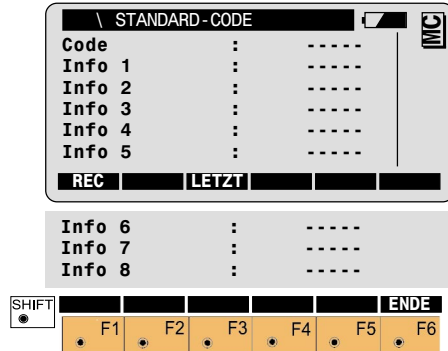 \ STANDARD-CODE MC
Code : -----
Info 1 : -----
Info 2 : -----
Info 3 : -----
Info 4 : -----
Info 5 : -----
REC LETZT
Info 6 : -----
Info 7 : -----
Info 8 : -----
SHIFT ENDE
F1 F2 F3 F4 F5 F6